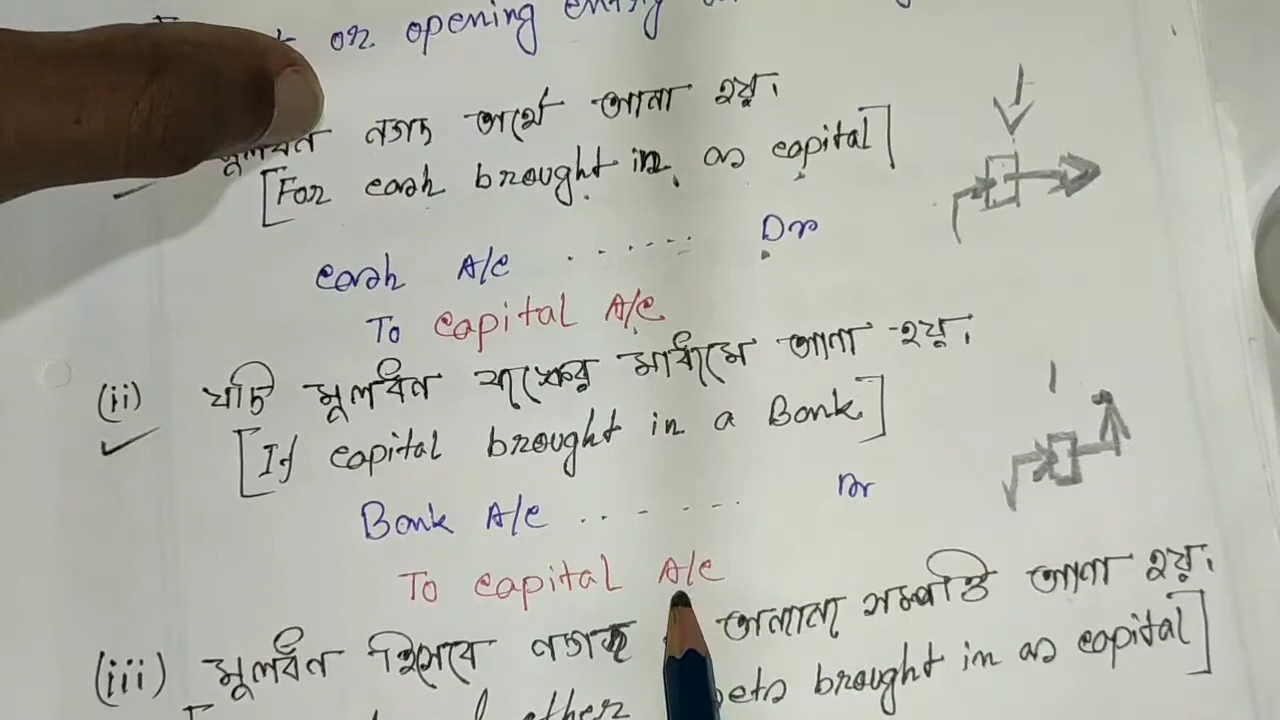 or opening entry
মূলধন নগদ অর্থে আনা হয়।
[For cash brought in as capital]
Cash A/c ....... Dr
To Capital A/c
(ii) যদি মূলধন ব্যাঙ্কের মাধ্যমে আনা হয়।
[If capital brought in a Bank]
Bank A/c ....... Dr
To Capital A/c
(iii) মূলধন হিসেবে নগদ অন্যান্য সম্পত্তি আনা হয়।
other brought in as capital]